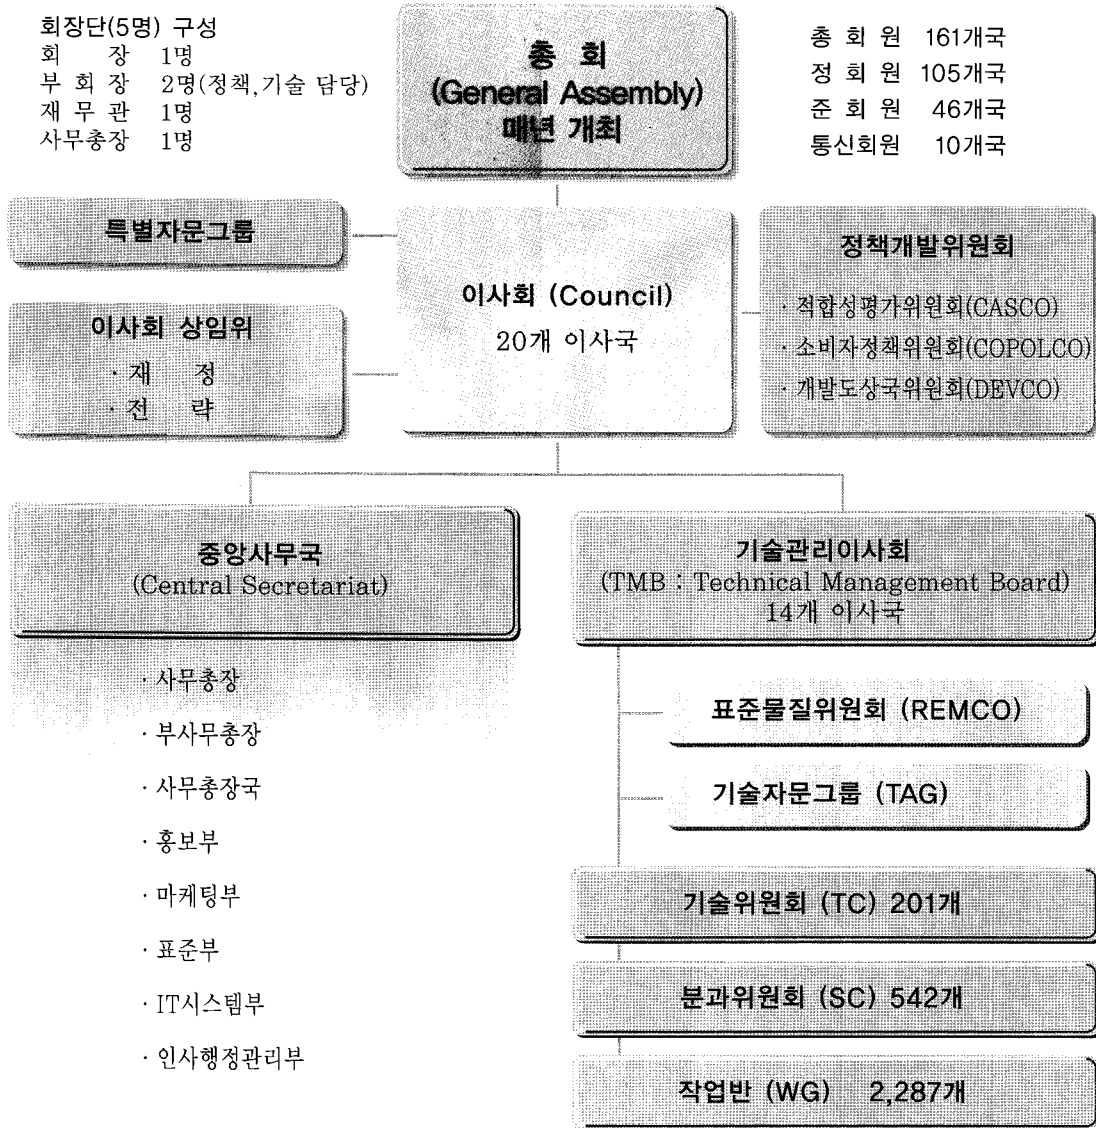 회장단(5명) 구성
회 장 1명
부 회 장 2명(정책,기술 담당)
재 무 관 1명
사무총장 1명
총 회
(General Assembly)
매년 개최
총 회 원 161개국
정 회 원 105개국
준 회 원 46개국
통신회원 10개국
특별자문그룹
이사회 상임위
· 재 정
· 전 략
이사회 (Council)
20개 이사국
정책개발위원회
· 적합성평가위원회(CASCO)
· 소비자정책위원회(COPOLCO)
· 개발도상국위원회(DEVCO)
중앙사무국
(Central Secretariat)
· 사무총장
· 부사무총장
· 사무총장국
· 홍보부
· 마케팅부
· 표준부
· IT시스템부
· 인사행정관리부
기술관리이사회
(TMB : Technical Management Board)
14개 이사국
표준물질위원회 (REMCO)
기술자문그룹 (TAG)
기술위원회 (TC) 201개
분과위원회 (SC) 542개
작업반 (WG) 2,287개